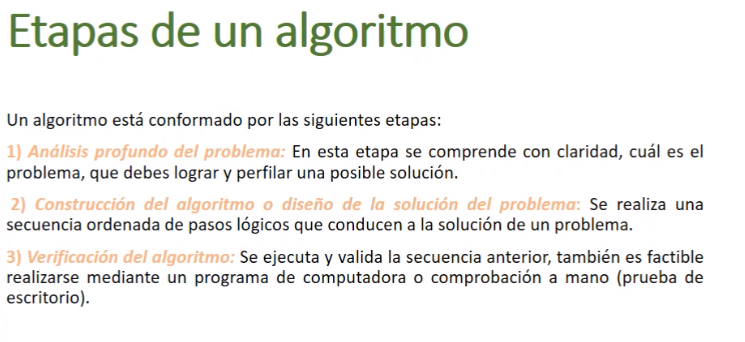 Etapas de un algoritmo
Un algoritmo está conformado por las siguientes etapas:
1) Análisis profundo del problema: En esta etapa se comprende con claridad, cuál es el
problema, que debes lograr y perfilar una posible solución.
2) Construcción del algoritmo o diseño de la solución del problema: Se realiza una
secuencia ordenada de pasos lógicos que conducen a la solución de un problema.
3) Verificación del algoritmo: Se ejecuta y valida la secuencia anterior, también es factible
realizarse mediante un programa de computadora o comprobación a mano (prueba de
escritorio).